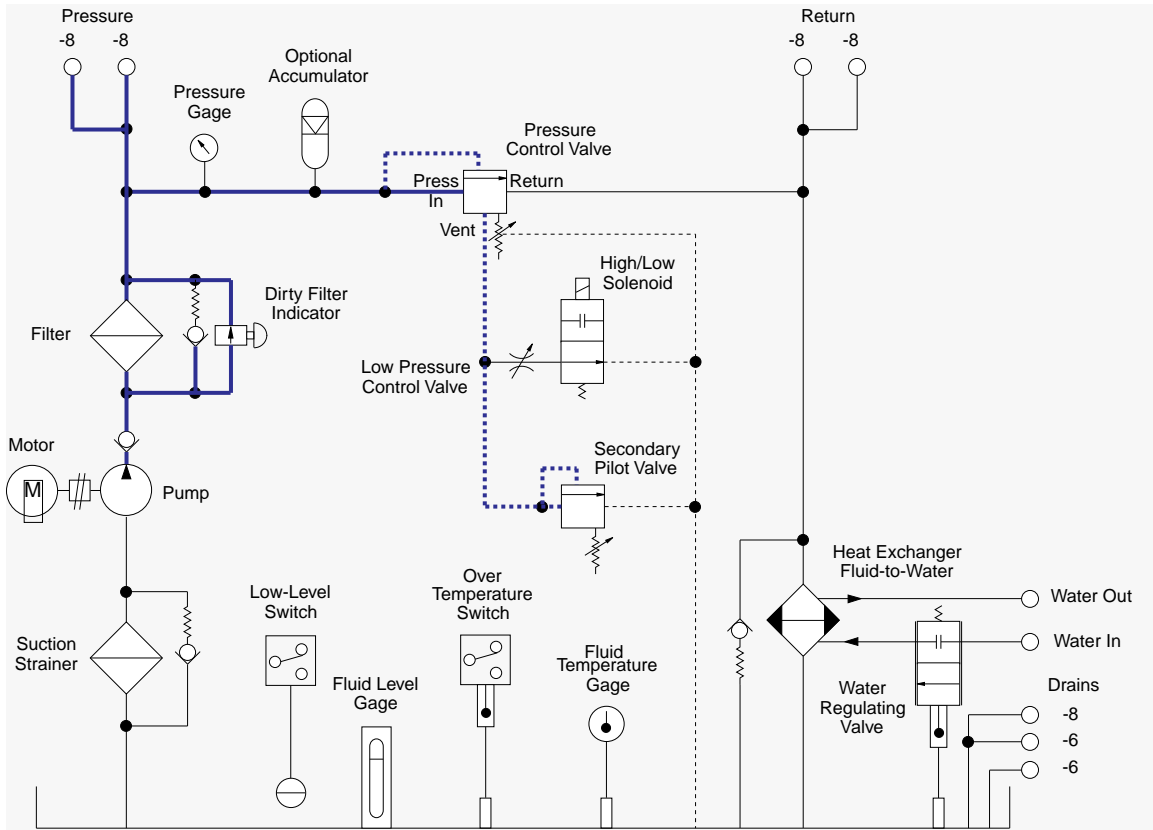 Pressure
-8
-8
Return
-8
-8
Optional
Accumulator
Pressure
Gage
Pressure
Control Valve
Press
In
Return
Vent
High/Low
Solenoid
Dirty Filter
Indicator
Filter
Low Pressure
Control Valve
Motor
M
Pump
Secondary
Pilot Valve
Heat Exchanger
Fluid-to-Water
Water Out
Water In
Low-Level
Switch
Over
Temperature
Switch
Suction
Strainer
Fluid Level
Gage
Fluid
Temperature
Gage
Water
Regulating
Valve
Drains
-8
-6
-6